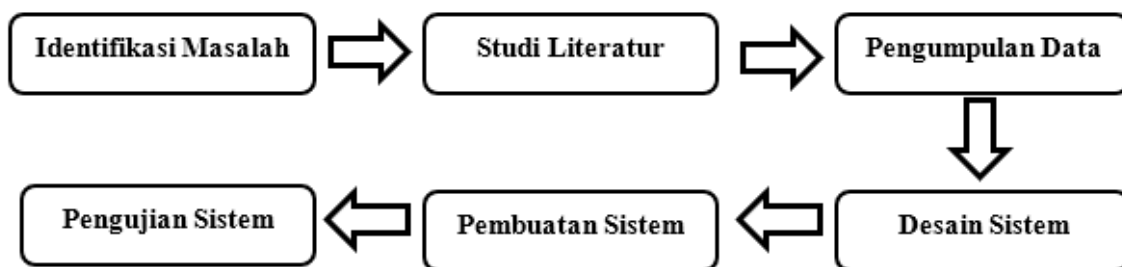 Identifikasi Masalah
Studi Literatur
Pengumpulan Data
Desain Sistem
Pembuatan Sistem
Pengujian Sistem